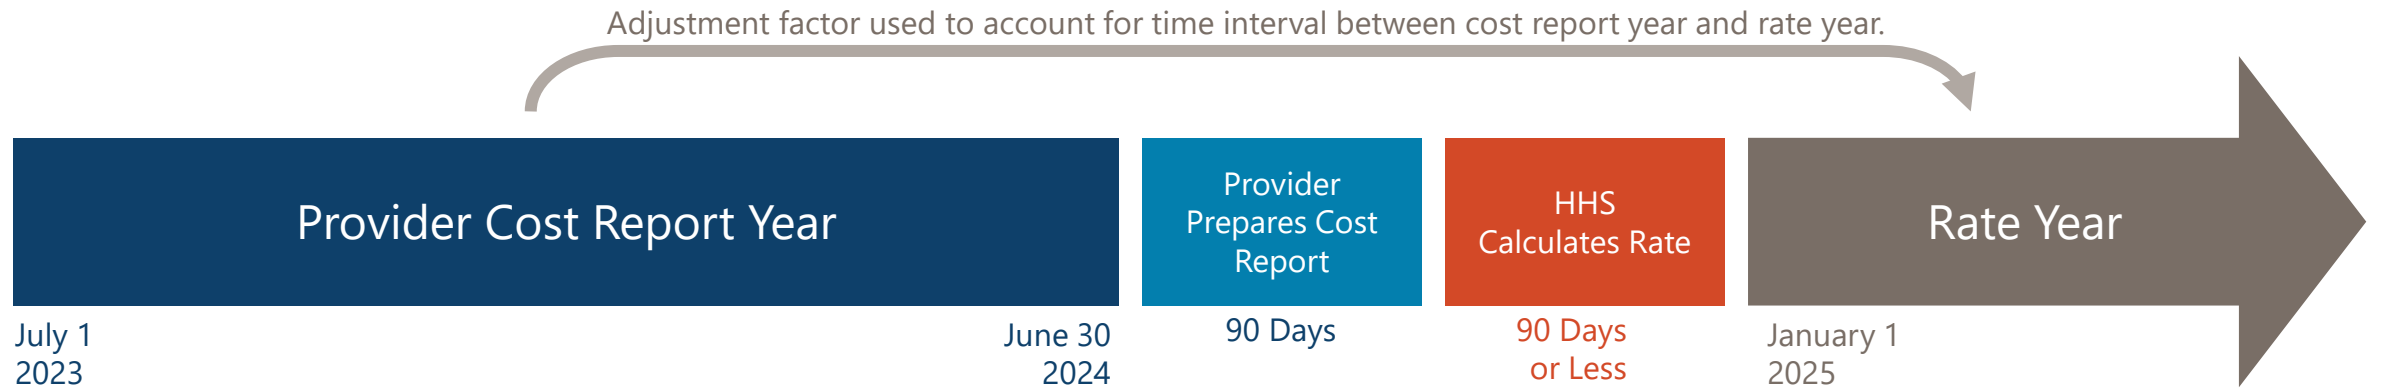 Adjustment factor used to account for time interval between cost report year and rate year.
Provider Cost Report Year
Provider
Prepares Cost
Report
HHS
Calculates Rate
Rate Year
July 1
2023
June 30
2024
90 Days
90 Days
or Less
January 1
2025